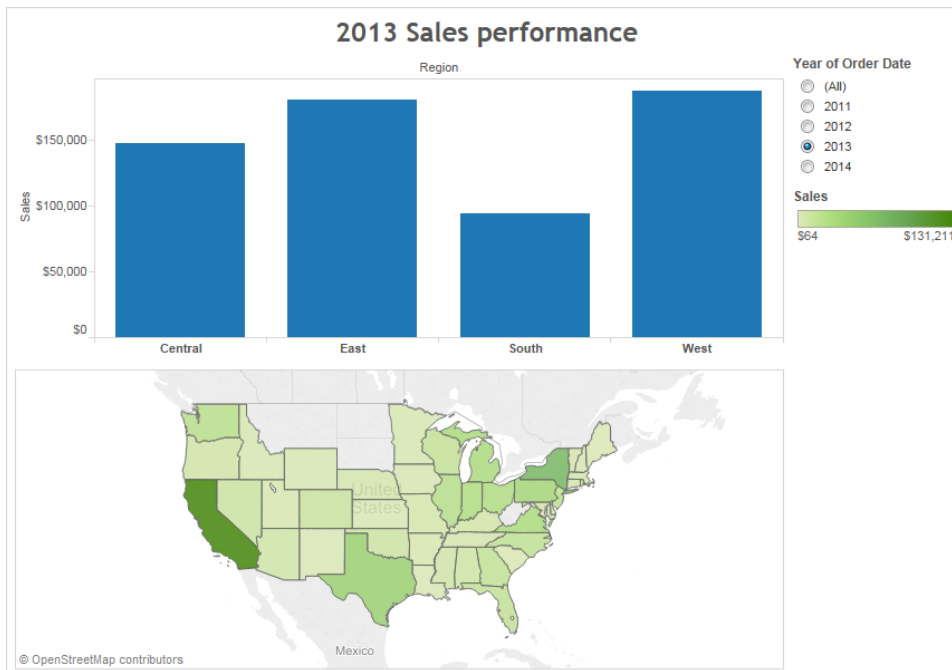 2013 Sales performance
Region
Sales
$150,000
$100,000
$50,000
$0
Central East South West
Year of Order Date
(All)
2011
2012
2013
2014
Sales
$64 $131,211
United
States
Mexico
© OpenStreetMap contributors